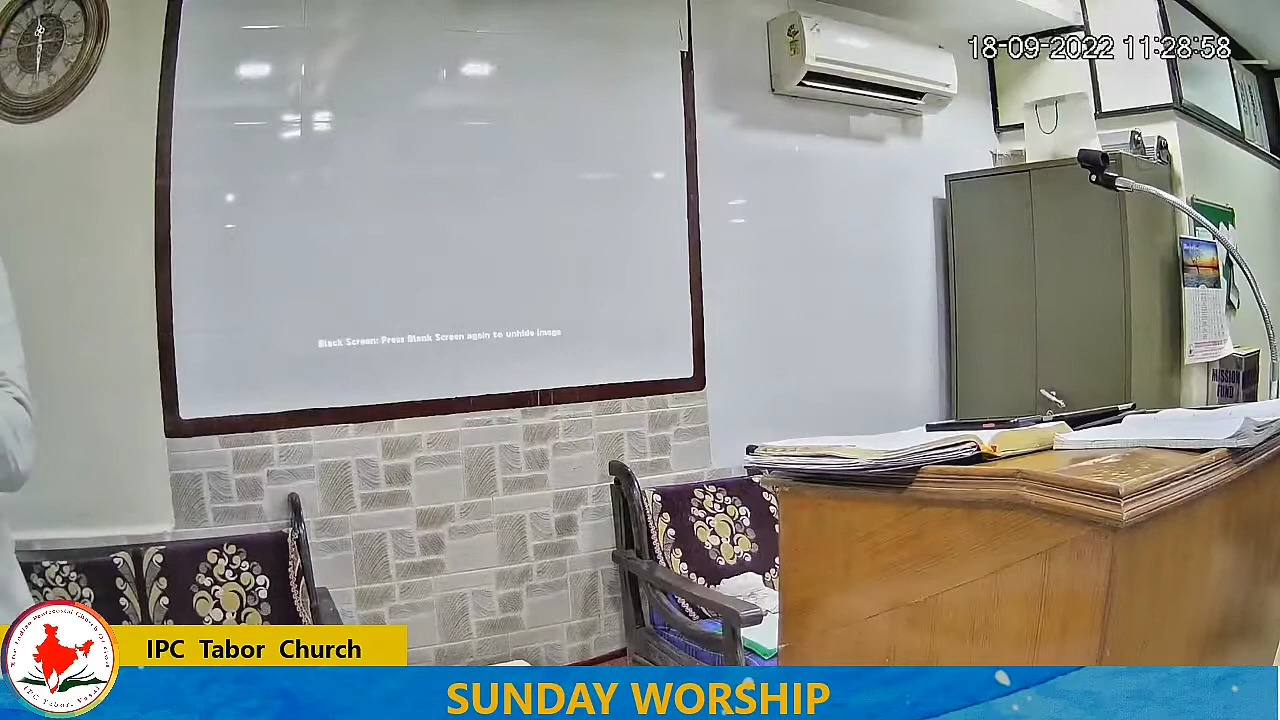 18-09-2022 11:28:58
Black Screen: Press Blank Screen again to unhide image
MISSION
FUND
IPC Tabor Church
SUNDAY WORSHIP